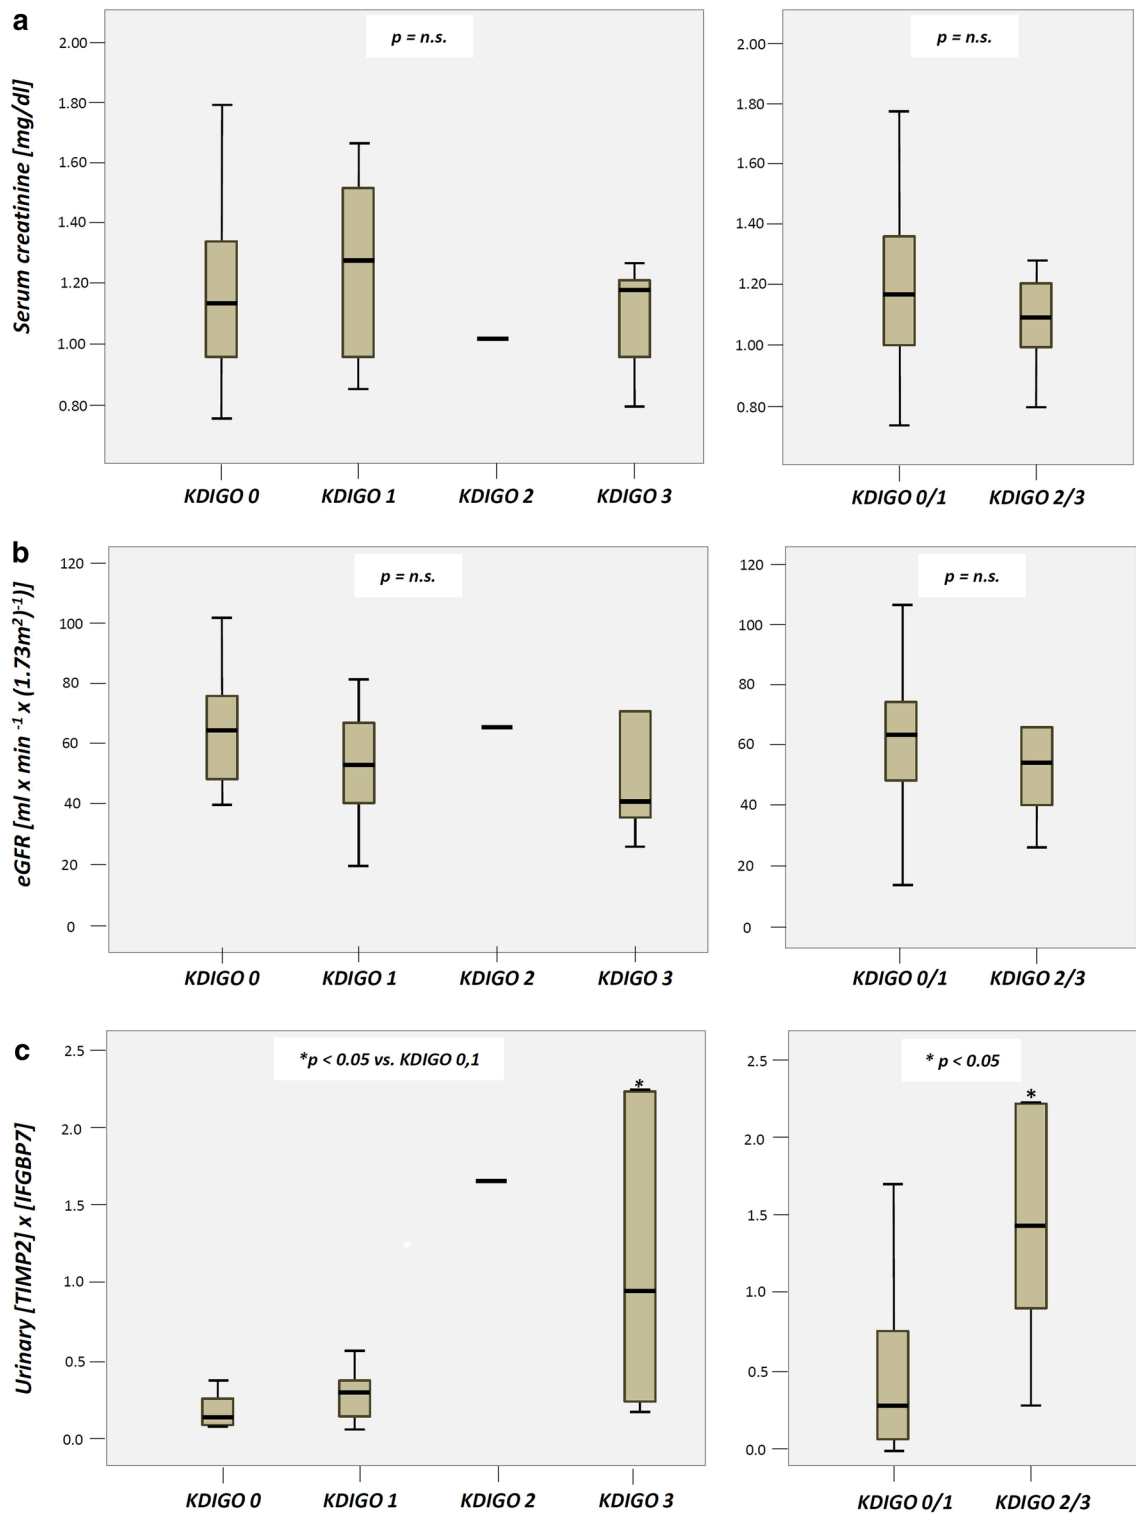 a
Serum creatinine [mg/dl]
2.00
1.80
1.60
1.40
1.20
1.00
0.80
p = n.s.
KDIGO 0 KDIGO 1 KDIGO 2 KDIGO 3
2.00
1.80
1.60
1.40
1.20
1.00
0.80
p = n.s.
KDIGO 0/1 KDIGO 2/3
b
eGFR [ml x min -1 x (1.73m2)-1)]
120
100
80
60
40
20
0
p = n.s.
KDIGO 0 KDIGO 1 KDIGO 2 KDIGO 3
120
100
80
60
40
20
0
p = n.s.
KDIGO 0/1 KDIGO 2/3
c
Urinary [TIMP2] x [IFGBP7]
2.5
2.0
1.5
1.0
0.5
0.0
*p < 0.05 vs. KDIGO 0,1
*
KDIGO 0 KDIGO 1 KDIGO 2 KDIGO 3
2.5
2.0
1.5
1.0
0.5
0.0
* p < 0.05
*
KDIGO 0/1 KDIGO 2/3